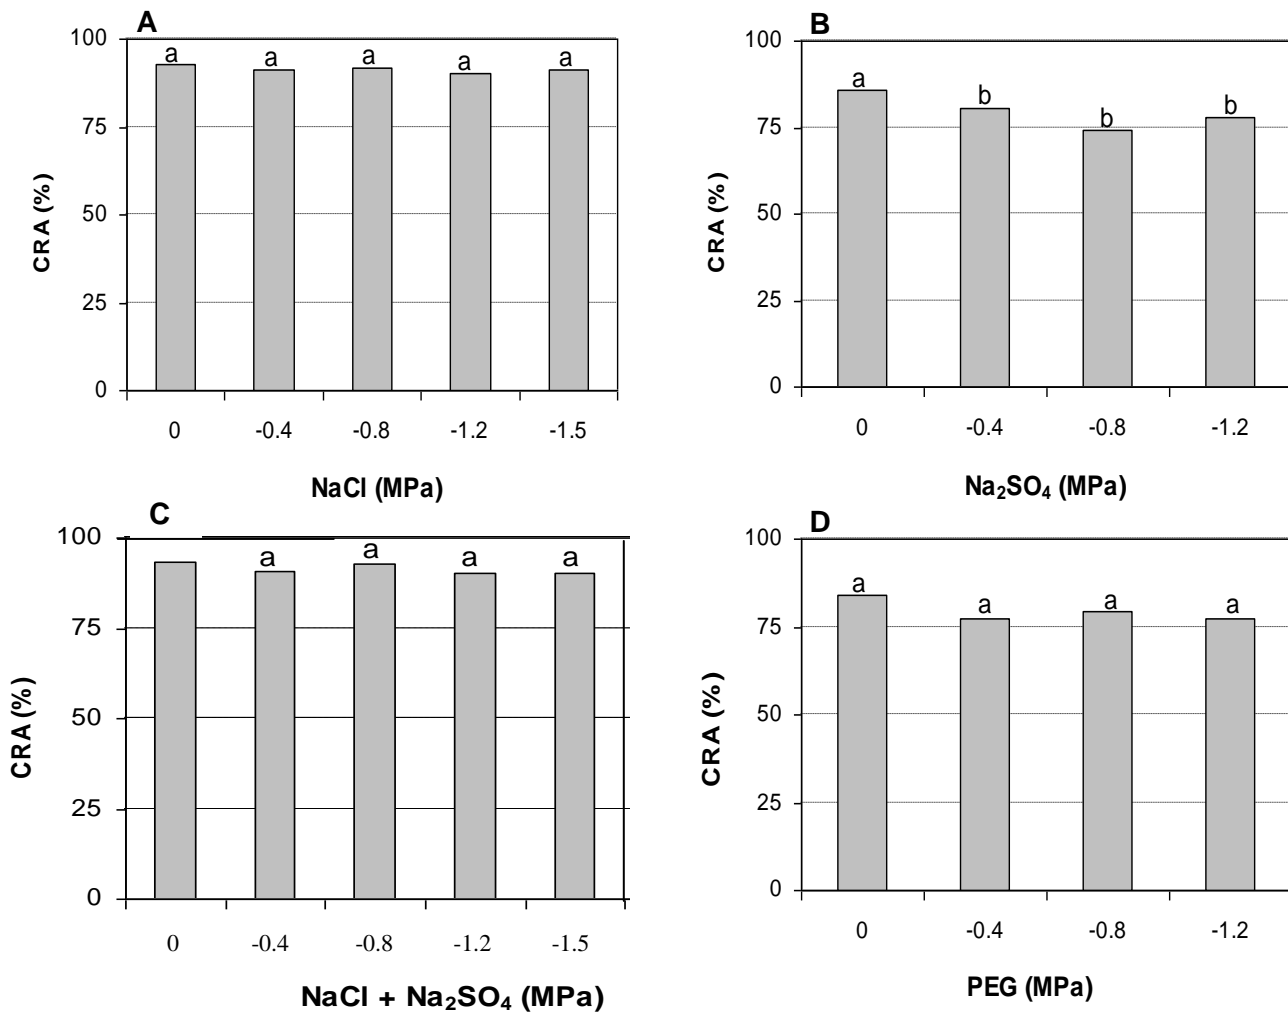 A
100
75
50
25
0
CRA (%)
a a a a a
0 -0.4 -0.8 -1.2 -1.5
NaCl (MPa)
B
100
75
50
25
0
CRA (%)
a b b b
0 -0.4 -0.8 -1.2
Na₂SO₄ (MPa)
C
100
75
50
25
0
CRA (%)
a a a a
0 -0.4 -0.8 -1.2 -1.5
NaCl + Na₂SO₄ (MPa)
D
100
75
50
25
0
CRA (%)
a a a a
0 -0.4 -0.8 -1.2
PEG (MPa)